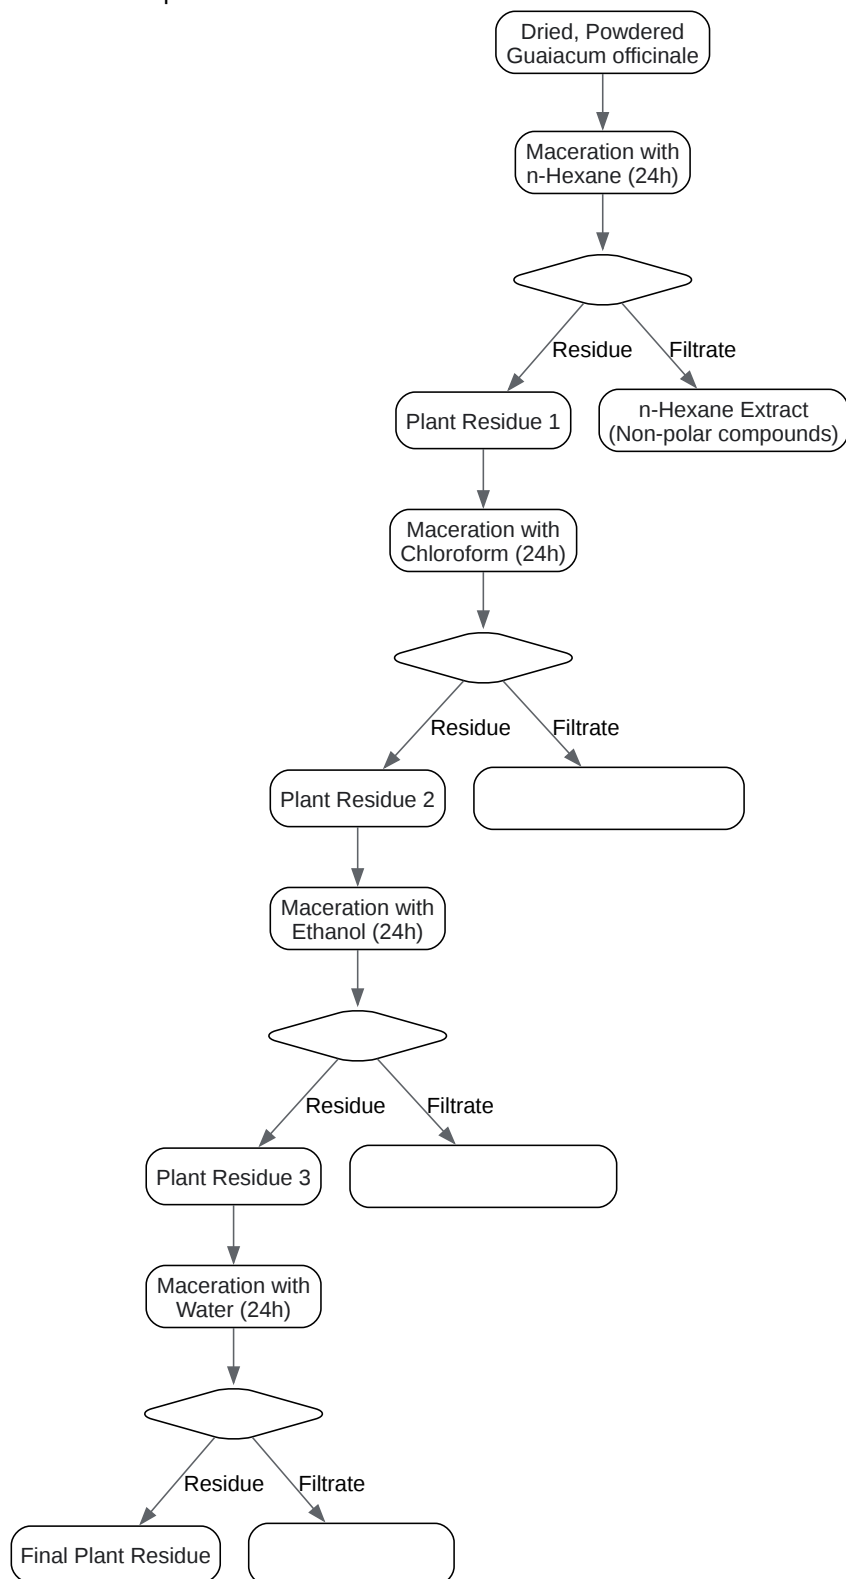 Dried, Powdered
Guaiacum officinale
Maceration with
n-Hexane (24h)
Residue
Filtrate
Plant Residue 1
n-Hexane Extract
(Non-polar compounds)
Maceration with
Chloroform (24h)
Residue
Filtrate
Plant Residue 2
Maceration with
Ethanol (24h)
Residue
Filtrate
Plant Residue 3
Maceration with
Water (24h)
Residue
Filtrate
Final Plant Residue